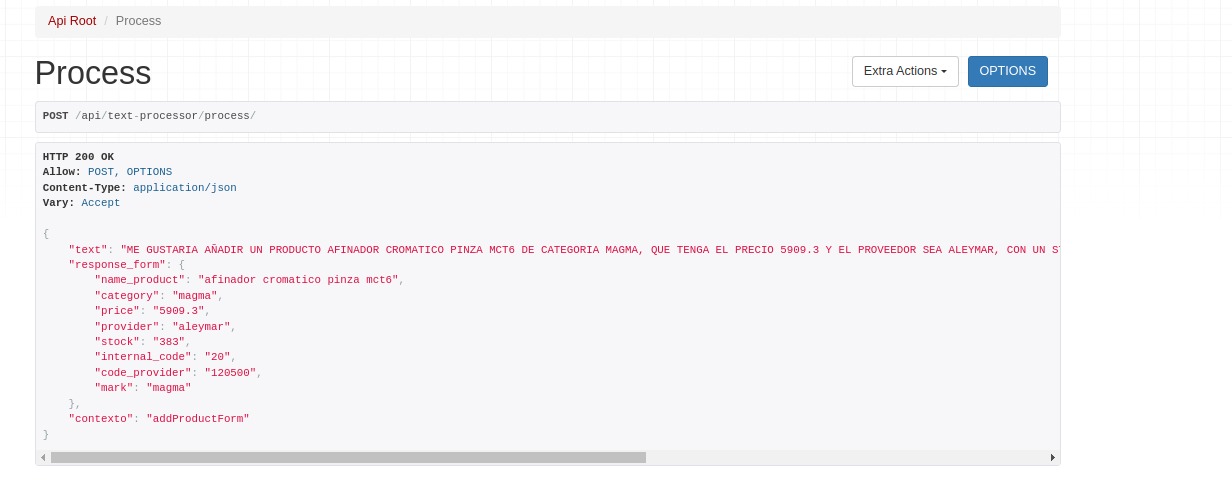 Api Root / Process
Process
Extra Actions
OPTIONS
POST /api/text-processor/process/
HTTP 200 OK
Allow: POST, OPTIONS
Content-Type: application/json
Vary: Accept
{
"text": "ME GUSTARIA AÑADIR UN PRODUCTO AFINADOR CROMATICO PINZA MCT6 DE CATEGORIA MAGMA, QUE TENGA EL PRECIO 5909.3 Y EL PROVEEDOR SEA ALEYMAR, CON UN
"response_form": {
"name_product": "afinador cromatico pinza mct6",
"category": "magma",
"price": "5909.3",
"provider": "aleymar",
"stock": "383",
"internal_code": "20",
"code_provider": "120500",
"mark": "magma"
},
"contexto": "addProductForm"
}